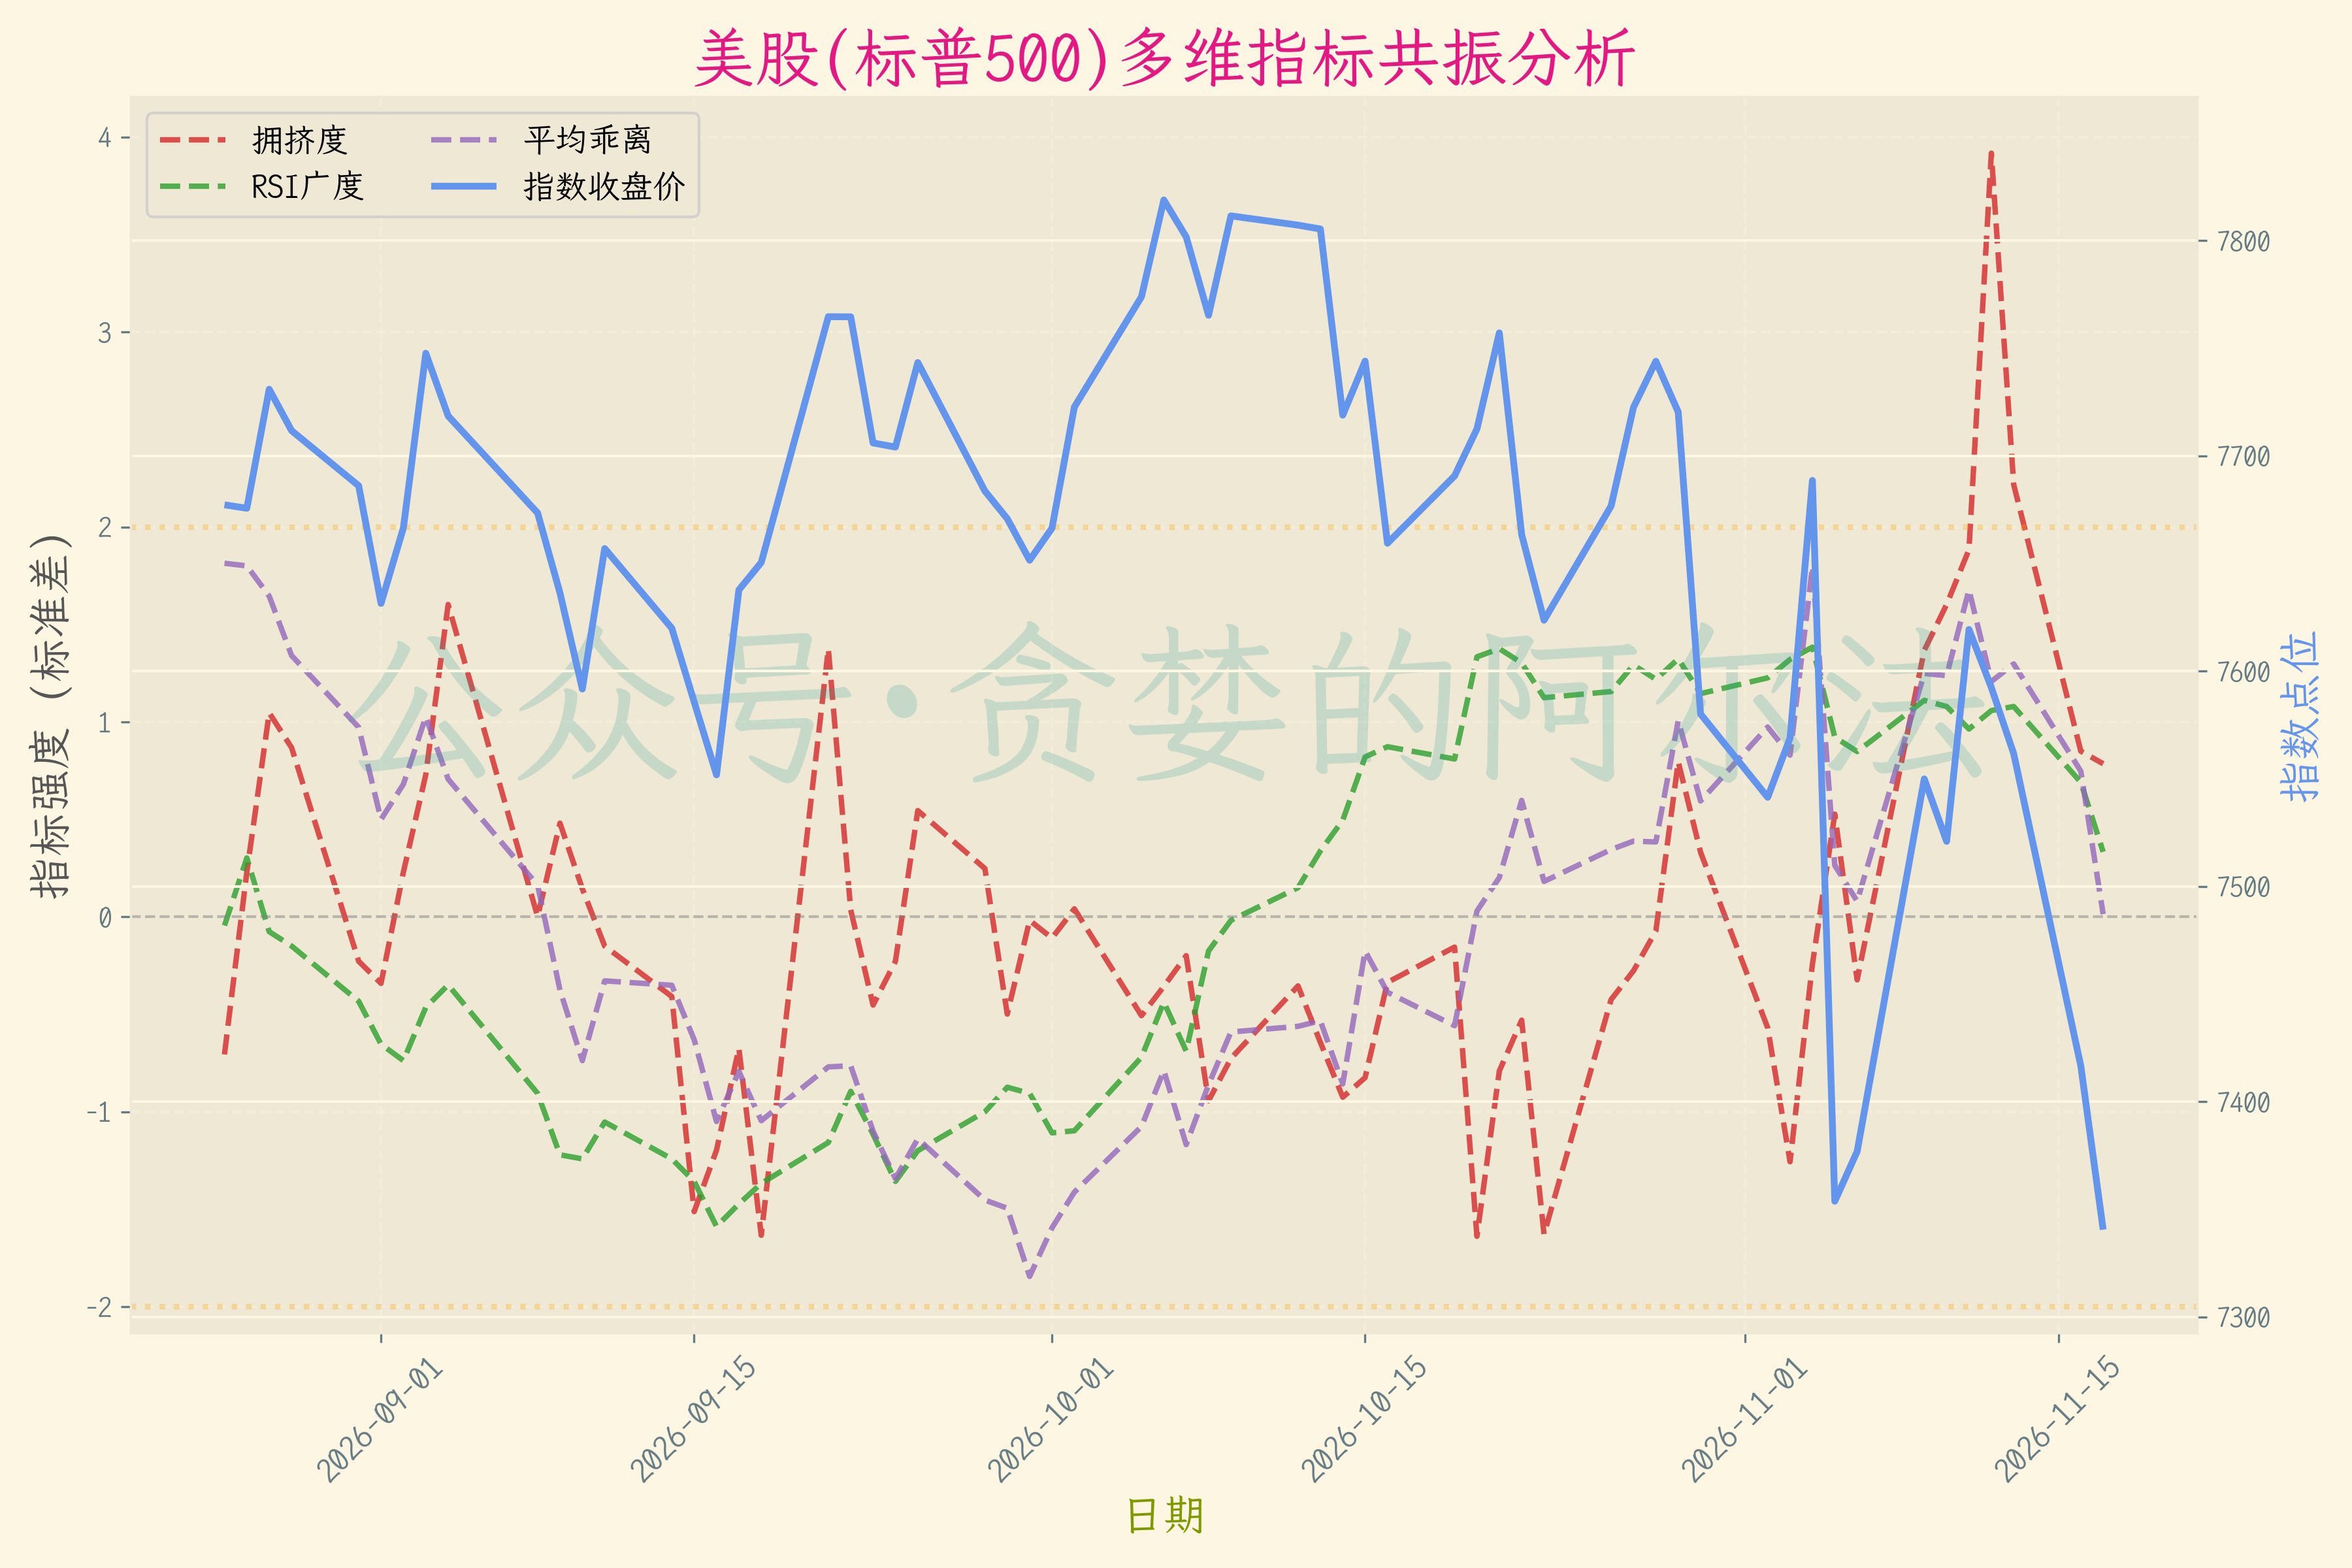 美股(标普500)多维指标共振分析
拥挤度
RSI广度
平均乖离
指数收盘价
4
3
2
1
0
-1
-2
指标强度 (标准差)
7800
7700
7600
7500
7400
7300
指数点位
公众号·贪婪的阿尔法
2026-09-01
2026-09-15
2026-10-01
2026-10-15
2026-11-01
2026-11-15
日期